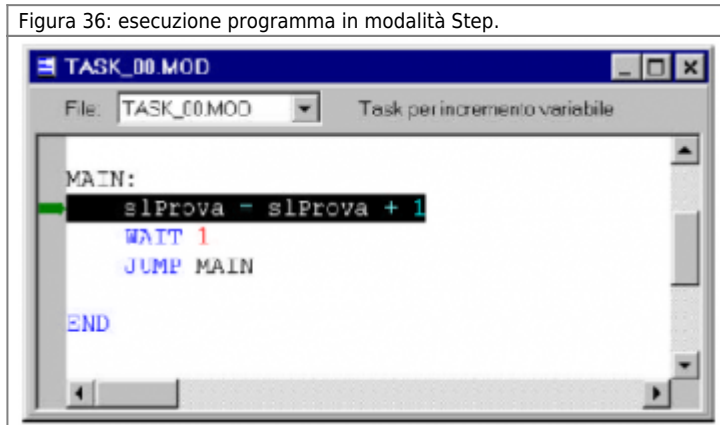 Figura 36: esecuzione programma in modalità Step.
TASK_00.MOD
File: TASK_00.MOD Task per incremento variabile
MAIN:
slProva = slProva + 1
WAIT 1
JUMP MAIN
END